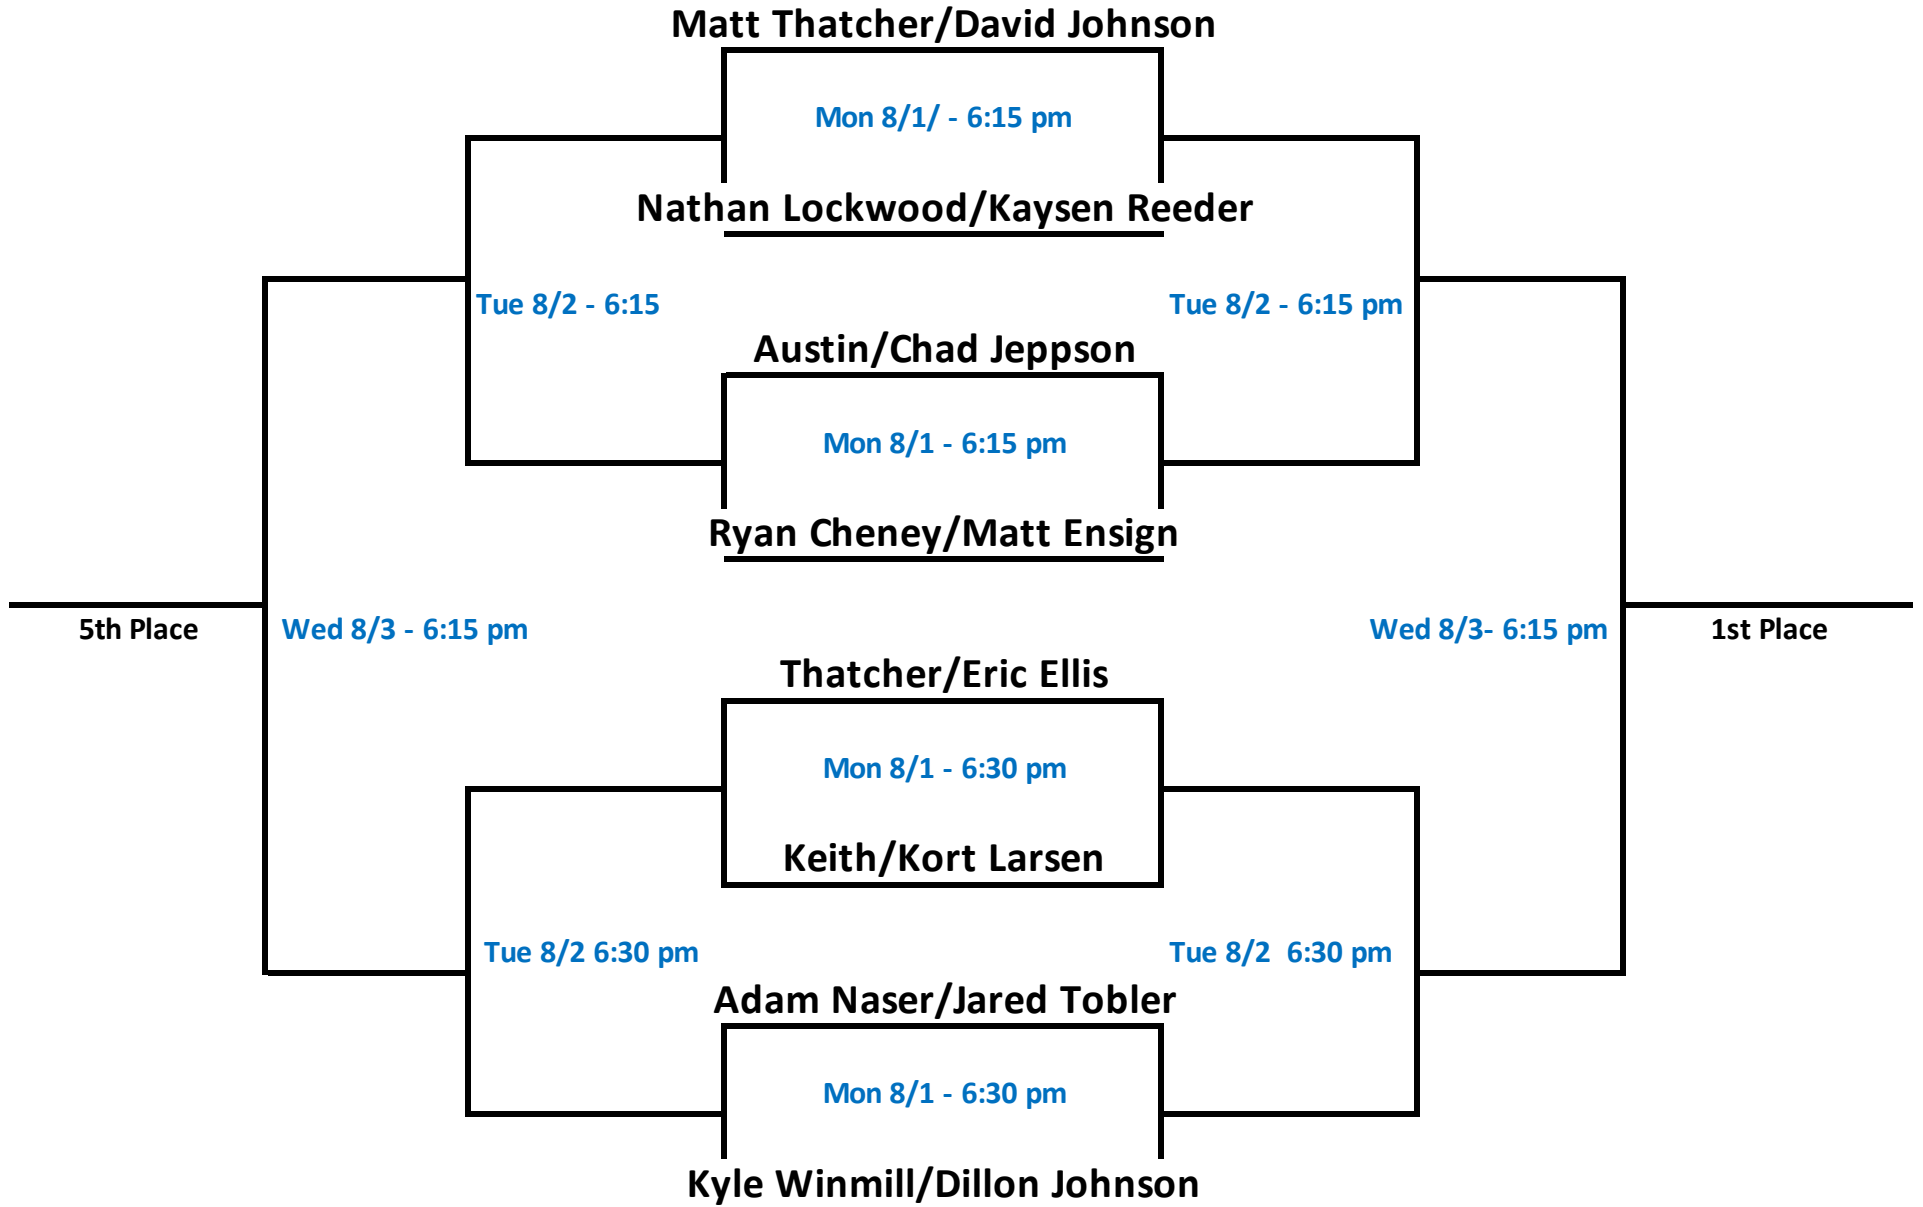 Matt Thatcher/David Johnson
Mon 8/1/ - 6:15 pm
Nathan Lockwood/Kaysen Reeder
Tue 8/2 - 6:15
Tue 8/2 - 6:15 pm
Austin/Chad Jeppson
Mon 8/1 - 6:15 pm
Ryan Cheney/Matt Ensign
5th Place
Wed 8/3 - 6:15 pm
Wed 8/3- 6:15 pm
1st Place
Thatcher/Eric Ellis
Mon 8/1 - 6:30 pm
Keith/Kort Larsen
Tue 8/2 6:30 pm
Tue 8/2  6:30 pm
Adam Naser/Jared Tobler
Mon 8/1 - 6:30 pm
Kyle Winmill/Dillon Johnson